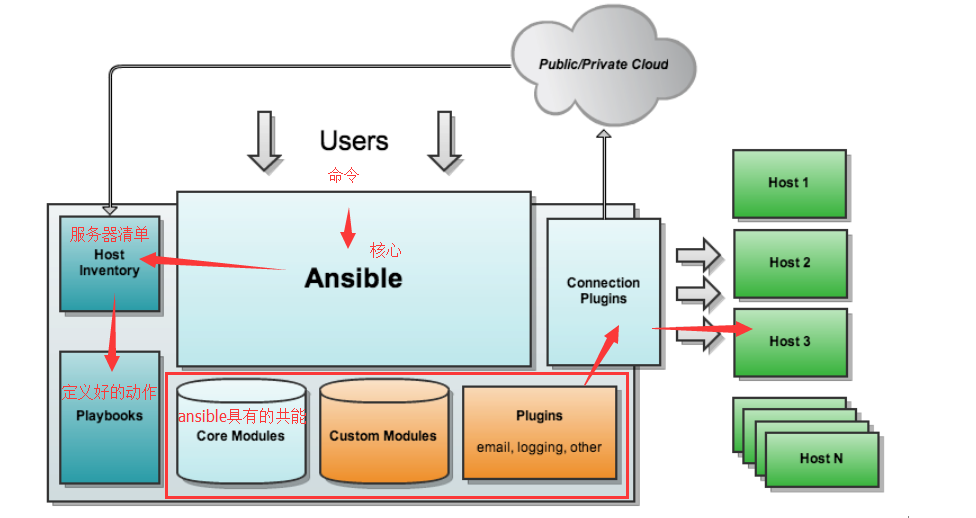 Public/Private Cloud
Users
命令
服务器清单
Host
Inventory
核心
Ansible
Connection
Plugins
Host 1
Host 2
Host 3
Host N
定义好的动作
Playbooks
ansible具有的共能
Core Modules
Custom Modules
Plugins
email, logging, other